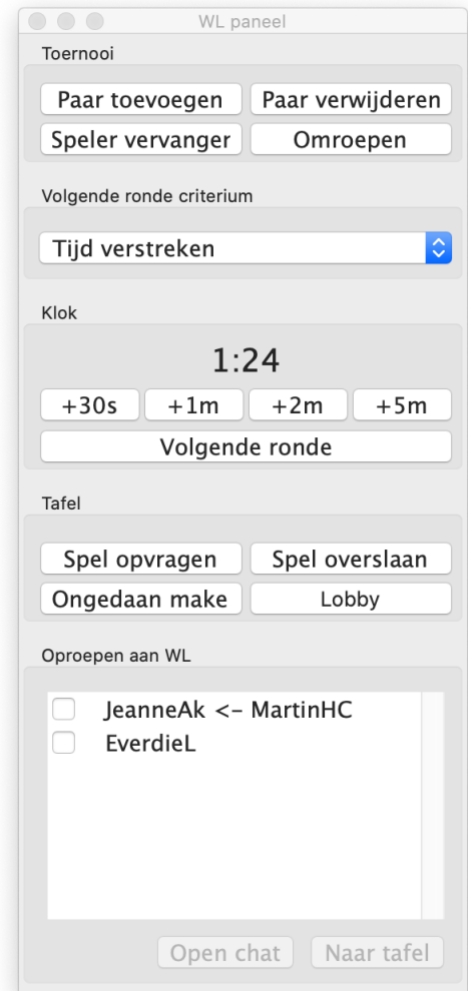 WL paneel
Toernooi
Paar toevoegen Paar verwijderen
Speler vervanger Omroepen
Volgende ronde criterium
Tijd verstreken
Klok
1:24
+30s +1m +2m +5m
Volgende ronde
Tafel
Spel opvragen Spel overslaan
Ongedaan make Lobby
Oproepen aan WL
JeanneAk <- MartinHC
EverdieL
Open chat Naar tafel